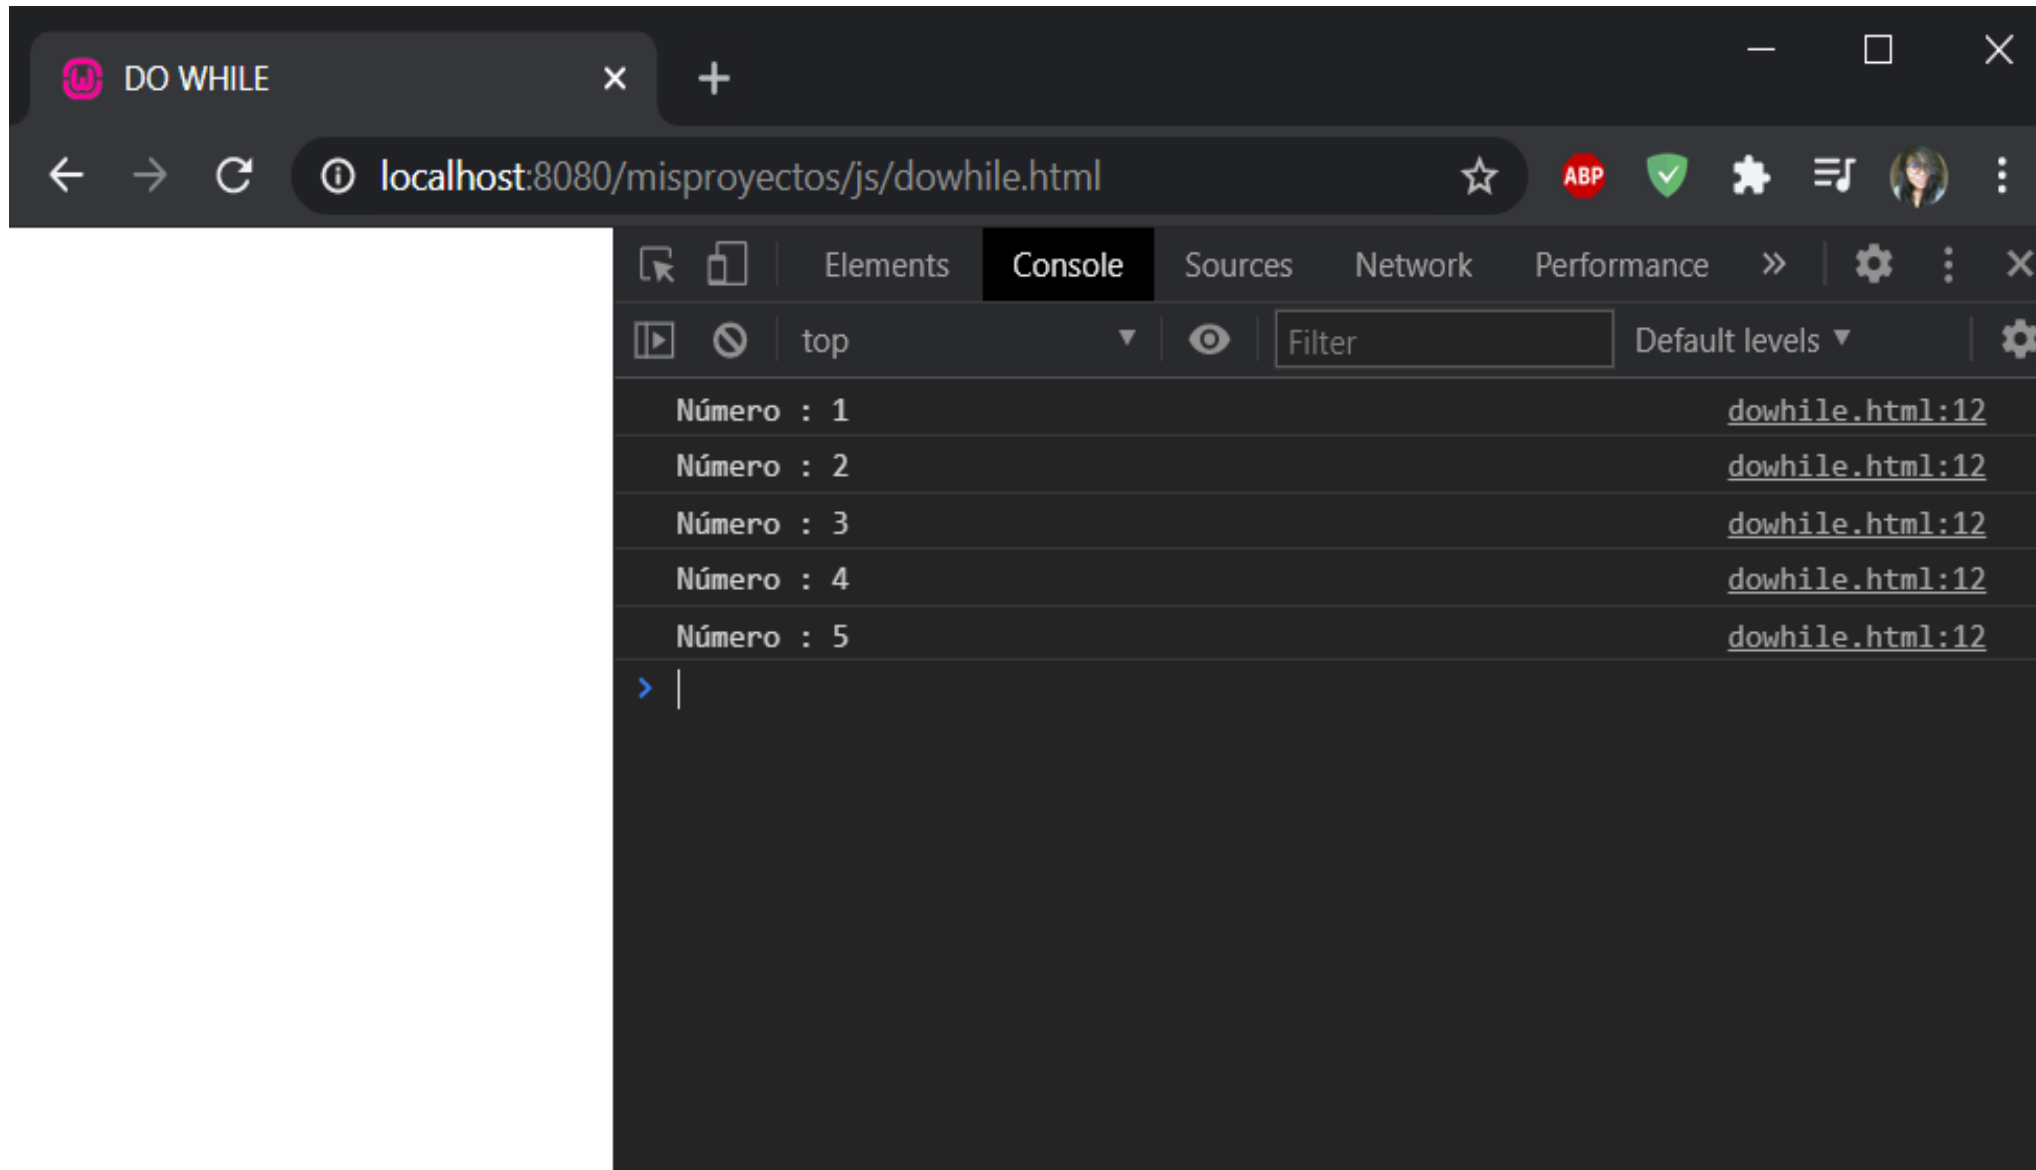 DO WHILE
localhost:8080/misproyectos/js/dowhile.html
ABP
Elements Console Sources Network Performance
top Filter Default levels
Número : 1 dowhile.html:12
Número : 2 dowhile.html:12
Número : 3 dowhile.html:12
Número : 4 dowhile.html:12
Número : 5 dowhile.html:12